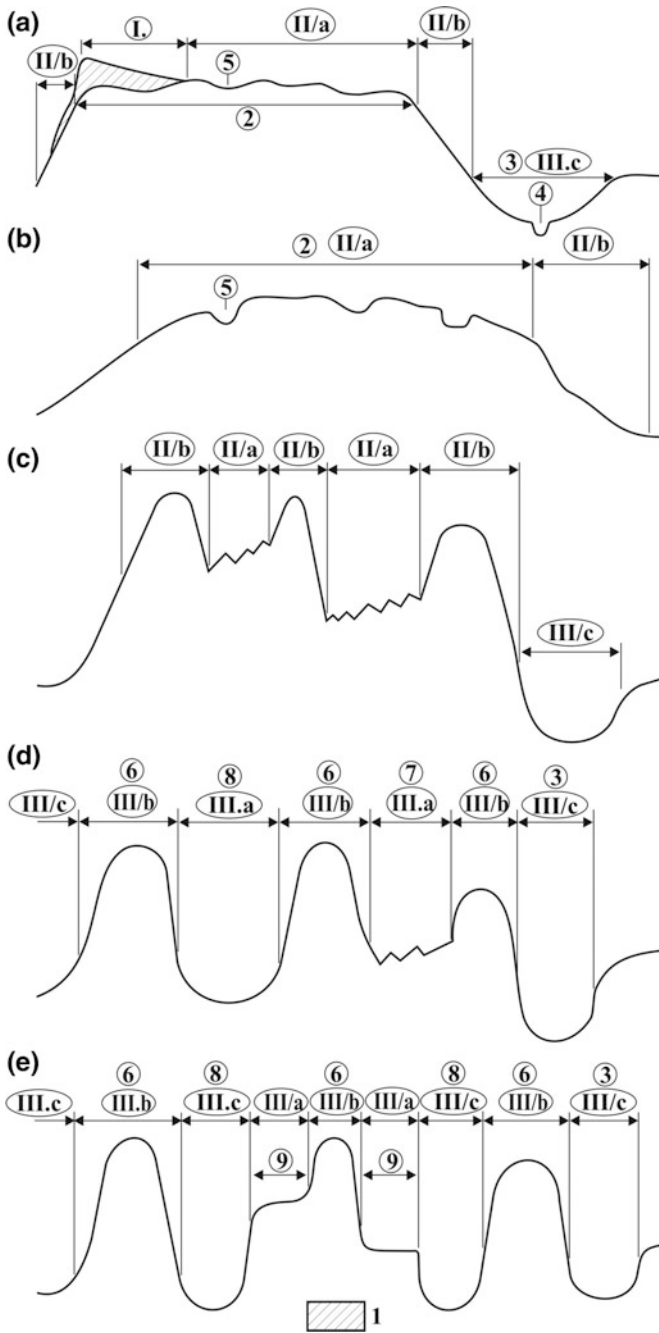 (a)
I. II/a II/b
II/b
5
2
3 III.c
4
(b)
2 II/a II/b
5
(c)
II/b II/a II/b II/a II/b
III/c
(d)
6 8 6 7 6 3
III/c III/b III.a III/b III.a III/b III/c
(e)
6 8 6 8 6 3
III.c III.b III.c III/a III/b III/a III/c III/b III/c
9 9
1